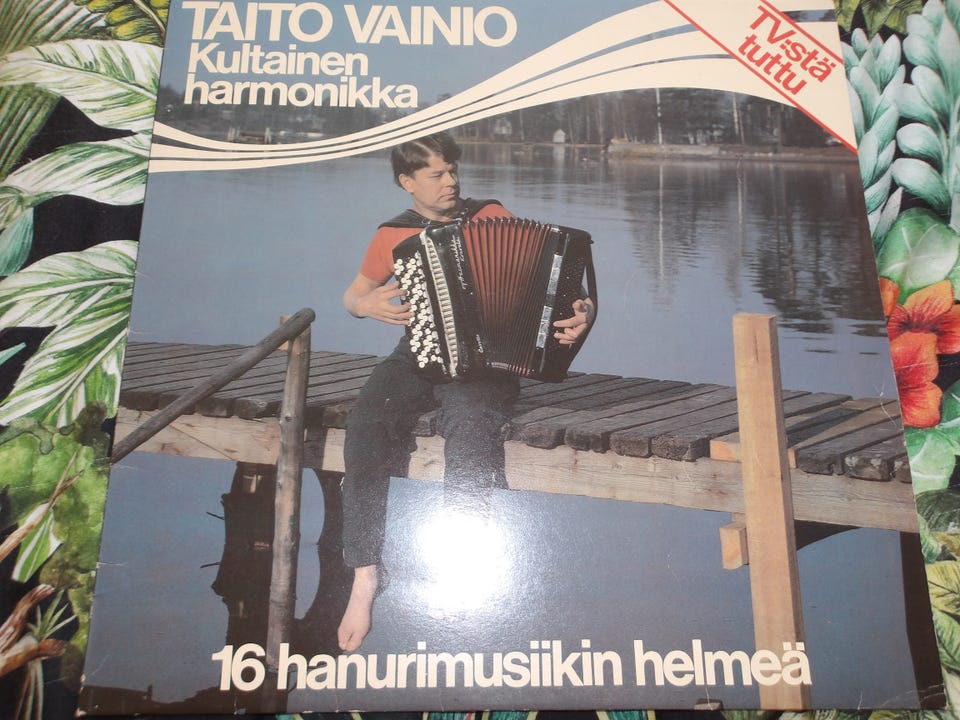 TAITO VAINIO
Kultainen
harmonikka
TV:stä
tuttu
16 hanurimusiikin helmeä